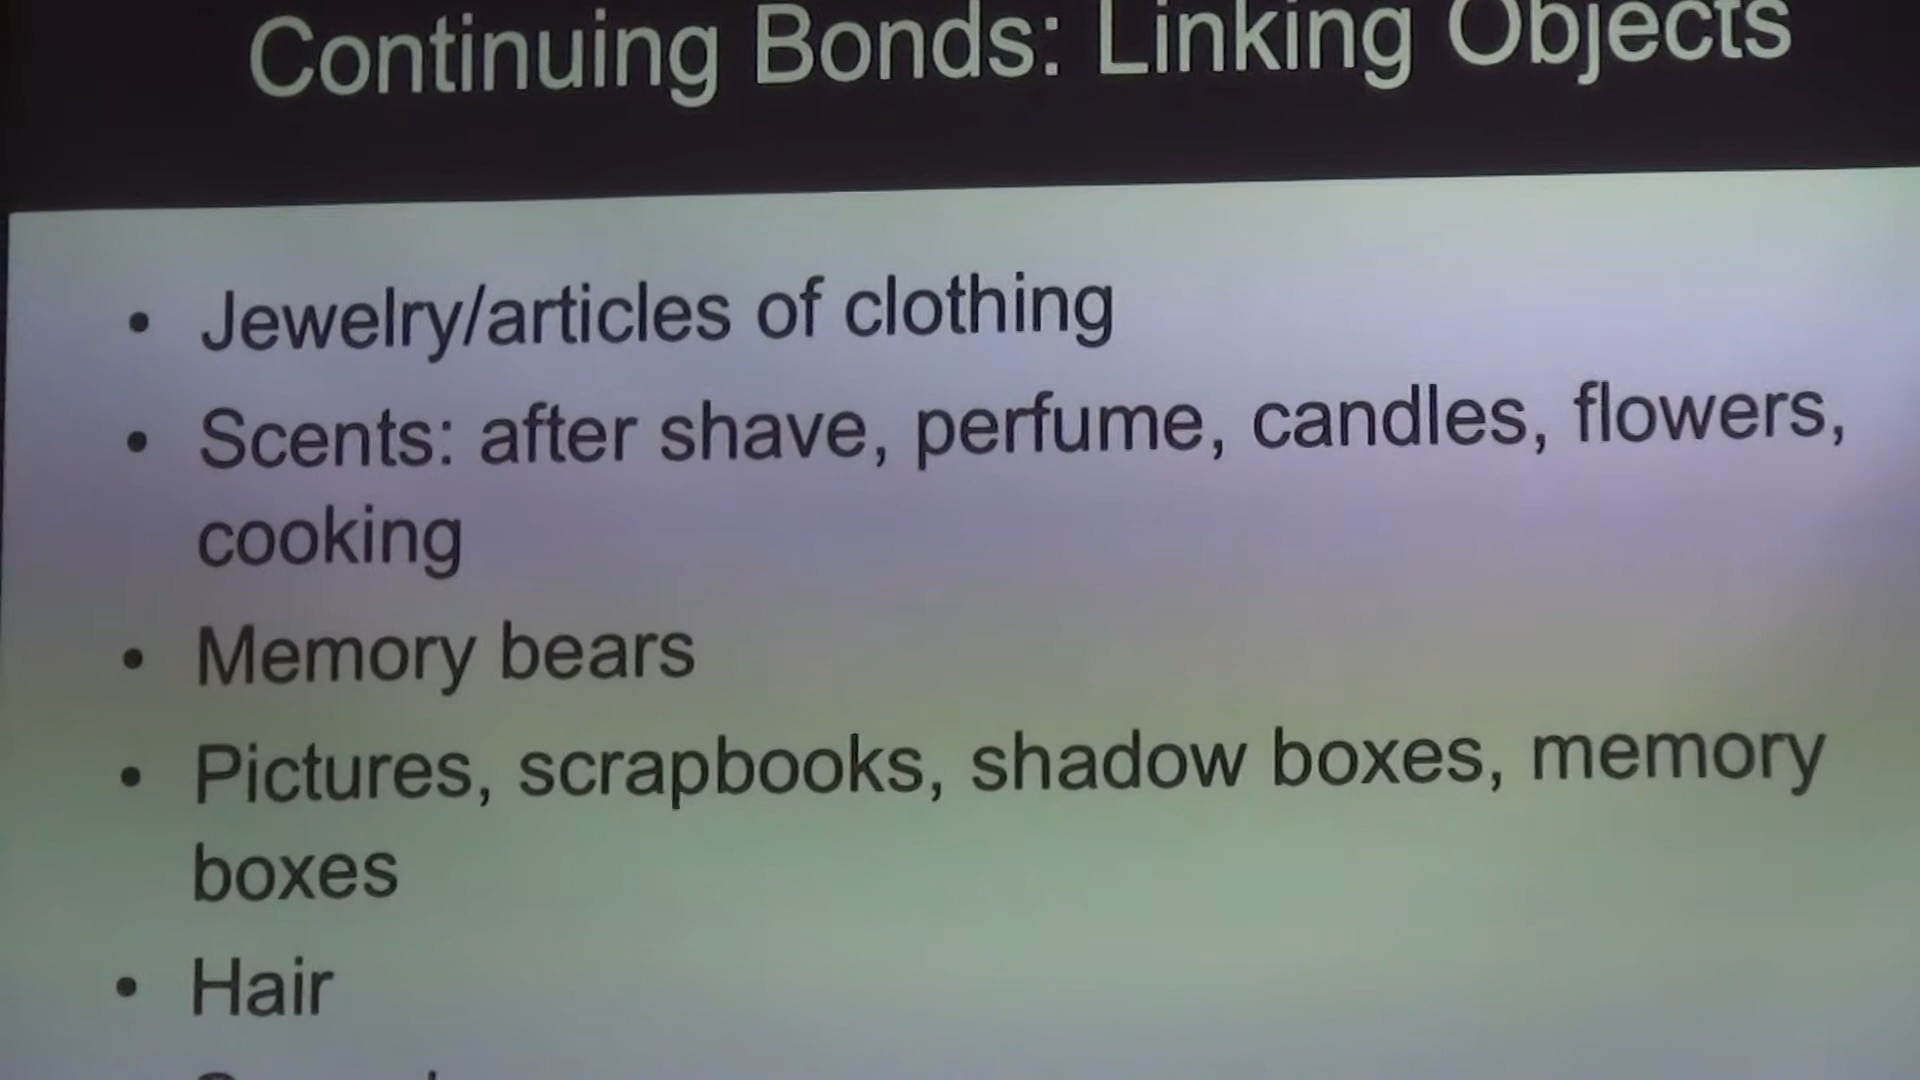 Continuing Bonds: Linking Objects
• Jewelry/articles of clothing
• Scents: after shave, perfume, candles, flowers,
cooking
• Memory bears
• Pictures, scrapbooks, shadow boxes, memory
boxes
• Hair